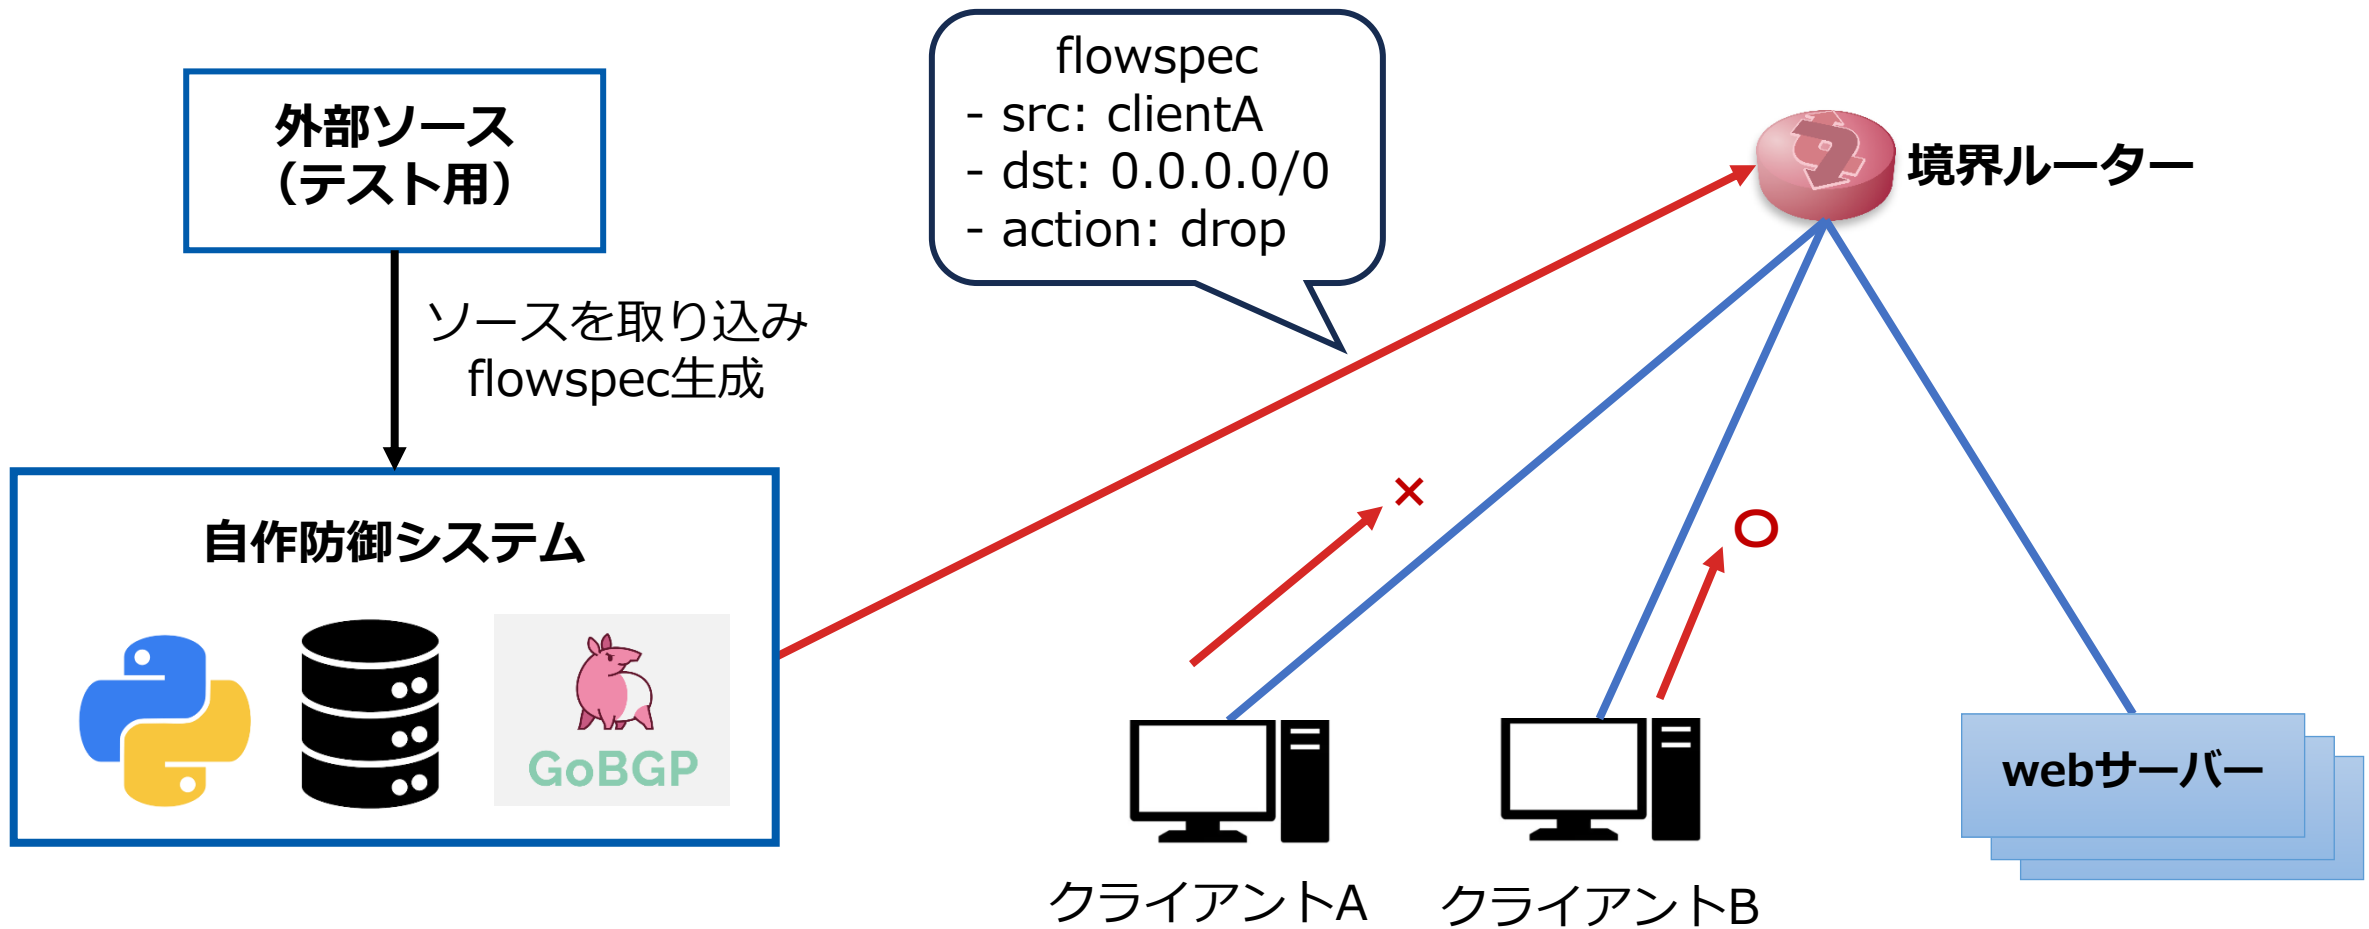 外部ソース
（テスト用）
ソースを取り込み
flowspec生成
自作防御システム
GoBGP
flowspec
- src: clientA
- dst: 0.0.0.0/0
- action: drop
境界ルーター
×
○
クライアントA
クライアントB
webサーバー